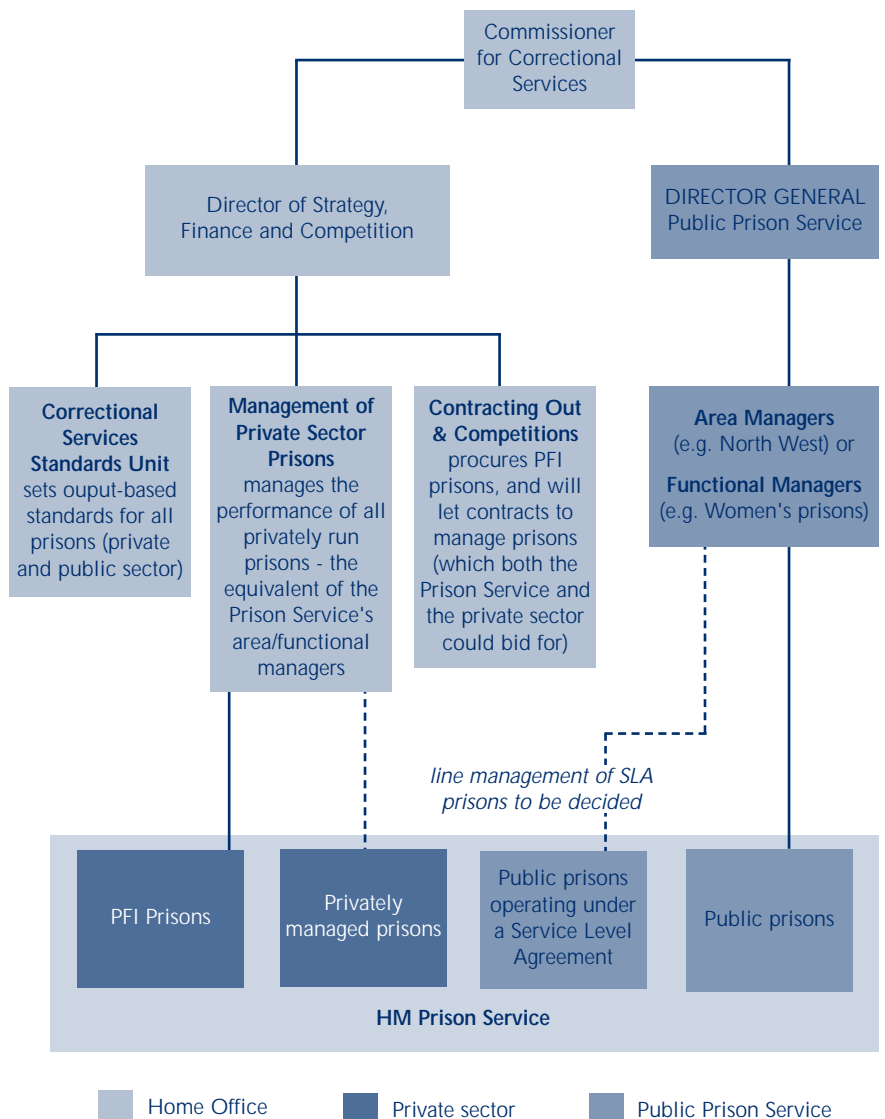 Commissioner
for Correctional
Services
Director of Strategy,
Finance and Competition
DIRECTOR GENERAL
Public Prison Service
Correctional
Services
Standards Unit
sets ouput-based
standards for all
prisons (private
and public sector)
Management of
Private Sector
Prisons
manages the
performance of all
privately run
prisons - the
equivalent of the
Prison Service's
area/functional
managers
Contracting Out
& Competitions
procures PFI
prisons, and will
let contracts to
manage prisons
(which both the
Prison Service and
the private sector
could bid for)
Area Managers
(e.g. North West) or
Functional Managers
(e.g. Women's prisons)
line management of SLA
prisons to be decided
PFI Prisons
Privately
managed prisons
Public prisons
operating under
a Service Level
Agreement
Public prisons
HM Prison Service
Home Office
Private sector
Public Prison Service